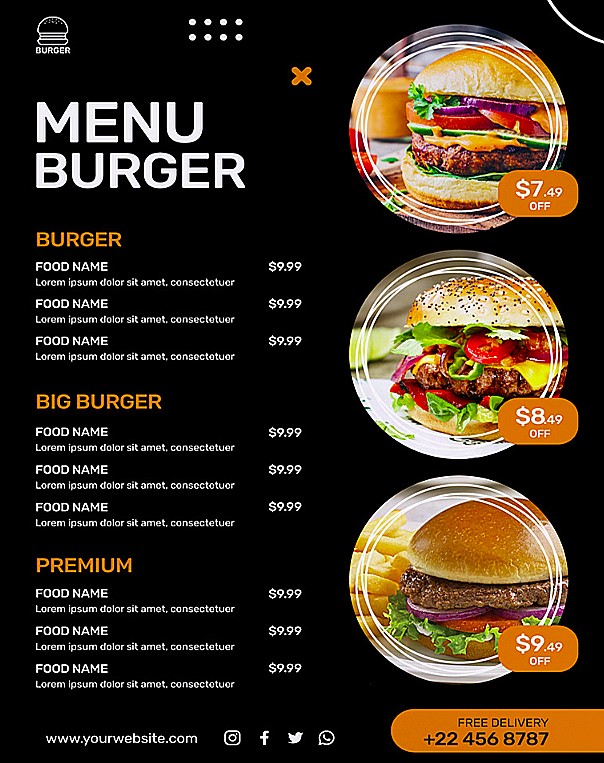 BURGER
MENU
BURGER
BURGER
FOOD NAME $9.99
Lorem ipsum dolor sit amet, consectetuer
FOOD NAME $9.99
Lorem ipsum dolor sit amet, consectetuer
FOOD NAME $9.99
Lorem ipsum dolor sit amet, consectetuer
BIG BURGER
FOOD NAME $9.99
Lorem ipsum dolor sit amet, consectetuer
FOOD NAME $9.99
Lorem ipsum dolor sit amet, consectetuer
FOOD NAME $9.99
Lorem ipsum dolor sit amet, consectetuer
PREMIUM
FOOD NAME $9.99
Lorem ipsum dolor sit amet, consectetuer
FOOD NAME $9.99
Lorem ipsum dolor sit amet, consectetuer
FOOD NAME $9.99
Lorem ipsum dolor sit amet, consectetuer
$7.49
OFF
$8.49
OFF
$9.49
OFF
www.yourwebsite.com
FREE DELIVERY
+22 456 8787